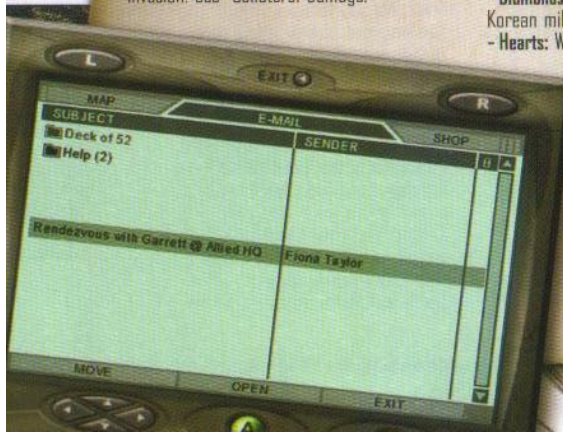 Invasion. See "Collateral Damage."
Korean mil
- Hearts: W
L
EXIT
R
MAP
E-MAIL
SHOP
SUBJECT
SENDER
Deck of 52
Help (2)
Rendezvous with Garrett @ Allied HQ
Fiona Taylor
MOVE
OPEN
EXIT
A